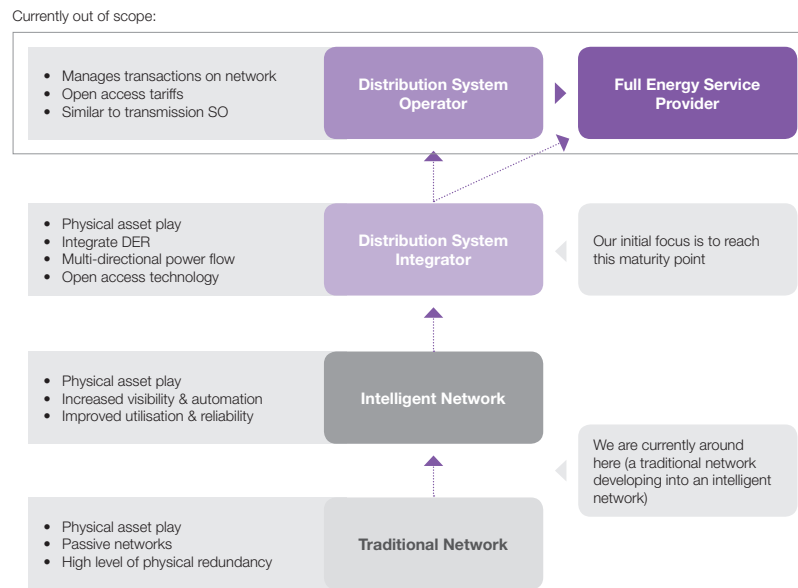 Currently out of scope:
• Manages transactions on network
• Open access tariffs
• Similar to transmission SO
Distribution System
Operator
Full Energy Service
Provider
• Physical asset play
• Integrate DER
• Multi-directional power flow
• Open access technology
Distribution System
Integrator
Our initial focus is to reach
this maturity point
• Physical asset play
• Increased visibility & automation
• Improved utilisation & reliability
Intelligent Network
We are currently around
here (a traditional network
developing into an intelligent
network)
• Physical asset play
• Passive networks
• High level of physical redundancy
Traditional Network